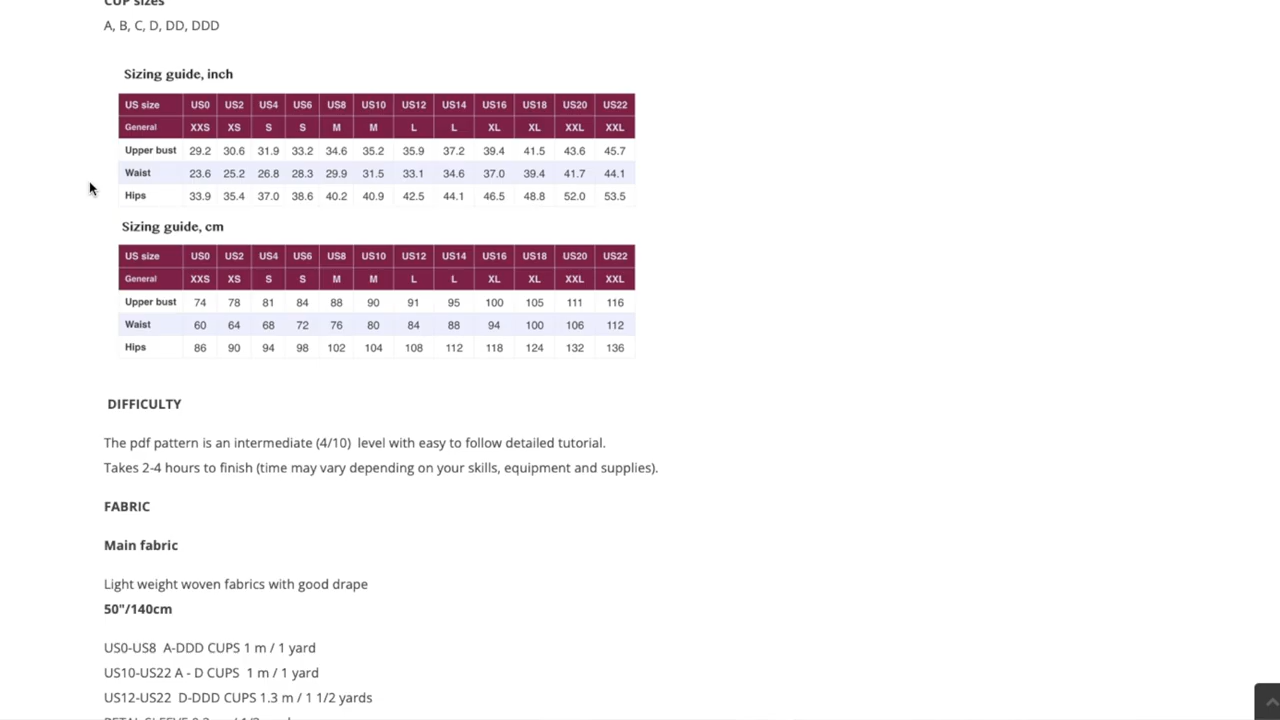 CUP sizes
A, B, C, D, DD, DDD
Sizing guide, inch
US size US0 US2 US4 US6 US8 US10 US12 US14 US16 US18 US20 US22
General XXS XS S S M M L L XL XL XXL XXL
Upper bust 29.2 30.6 31.9 33.2 34.6 35.2 35.9 37.2 39.4 41.5 43.6 45.7
Waist 23.6 25.2 26.8 28.3 29.9 31.5 33.1 34.6 37.0 39.4 41.7 44.1
Hips 33.9 35.4 37.0 38.6 40.2 40.9 42.5 44.1 46.5 48.8 52.0 53.5
Sizing guide, cm
US size US0 US2 US4 US6 US8 US10 US12 US14 US16 US18 US20 US22
General XXS XS S S M M L L XL XL XXL XXL
Upper bust 74 78 81 84 88 90 91 95 100 105 111 116
Waist 60 64 68 72 76 80 84 88 94 100 106 112
Hips 86 90 94 98 102 104 108 112 118 124 132 136
DIFFICULTY
The pdf pattern is an intermediate (4/10) level with easy to follow detailed tutorial.
Takes 2-4 hours to finish (time may vary depending on your skills, equipment and supplies).
FABRIC
Main fabric
Light weight woven fabrics with good drape
50"/140cm
US0-US8 A-DDD CUPS 1 m / 1 yard
US10-US22 A - D CUPS 1 m / 1 yard
US12-US22 D-DDD CUPS 1.3 m / 1 1/2 yards